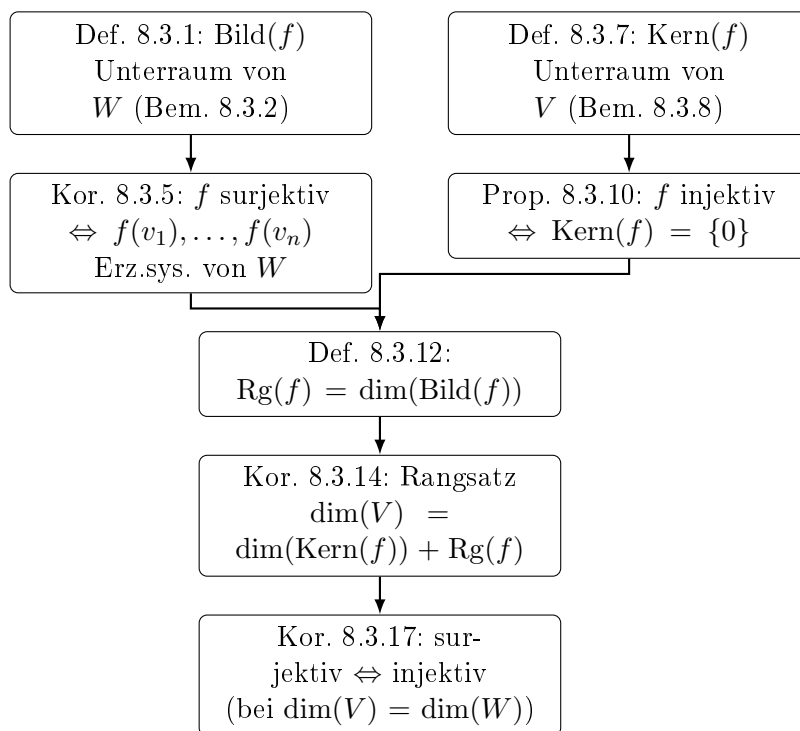 Def. 8.3.1: Bild(f)
Unterraum von
W (Bem. 8.3.2)
Def. 8.3.7: Kern(f)
Unterraum von
V (Bem. 8.3.8)
Kor. 8.3.5: f surjektiv
⇔ f(v₁), …, f(vₙ)
Erz.sys. von W
Prop. 8.3.10: f injektiv
⇔ Kern(f) = {0}
Def. 8.3.12:
Rg(f) = dim(Bild(f))
Kor. 8.3.14: Rangsatz
dim(V) =
dim(Kern(f)) + Rg(f)
Kor. 8.3.17: sur-
jektiv ⇔ injektiv
(bei dim(V) = dim(W))